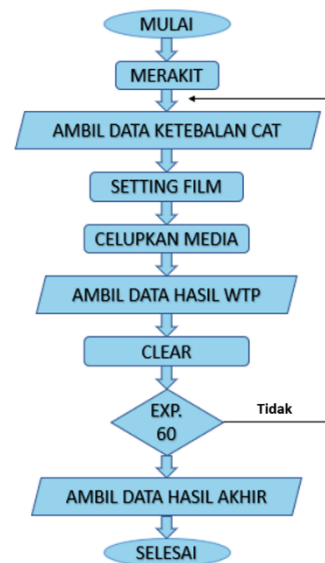 MULAI
MERAKIT
AMBIL DATA KETEBALAN CAT
SETTING FILM
CELUPKAN MEDIA
AMBIL DATA HASIL WTP
CLEAR
EXP.
60
Tidak
AMBIL DATA HASIL AKHIR
SELESAI